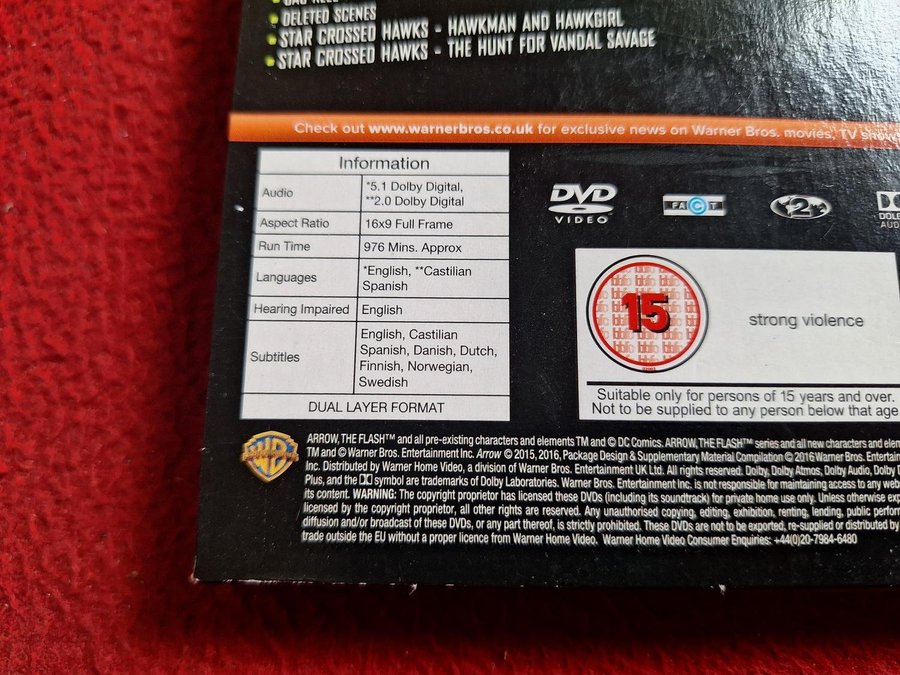 DELETED SCENES
STAR CROSSED HAWKS - HAWKMAN AND HAWKGIRL
STAR CROSSED HAWKS - THE HUNT FOR VANDAL SAVAGE
Check out www.warnerbros.co.uk for exclusive news on Warner Bros. movies, TV shows
Information
Audio
*5.1 Dolby Digital,
**2.0 Dolby Digital
Aspect Ratio
16x9 Full Frame
Run Time
976 Mins. Approx
Languages
*English, **Castilian
Spanish
Hearing Impaired
English
Subtitles
English, Castilian
Spanish, Danish, Dutch,
Finnish, Norwegian,
Swedish
DUAL LAYER FORMAT
DVD
VIDEO
FACT
2
15
strong violence
Suitable only for persons of 15 years and over.
Not to be supplied to any person below that age
ARROW, THE FLASH™ and all pre-existing characters and elements TM and © DC Comics. ARROW, THE FLASH™ series and all new characters and
TM and © Warner Bros. Entertainment Inc. Arrow © 2015, 2016, Package Design & Supplementary Material Compilation © 2016 Warner Bros.
Inc. Distributed by Warner Home Video, a division of Warner Bros. Entertainment UK Ltd. All rights reserved. Dolby, Dolby Atmos, Dolby Audio, Dolby
Plus, and the symbol are trademarks of Dolby Laboratories. Warner Bros. Entertainment Inc. is not responsible for maintaining access to any
its content. WARNING: The copyright proprietor has licensed these DVDs (including its soundtrack) for private home use only. Unless otherwise
licensed by the copyright proprietor, all other rights are reserved. Any unauthorised copying, editing, exhibition, renting, lending, public
diffusion and/or broadcast of these DVDs, or any part thereof, is strictly prohibited. These DVDs are not to be exported, re-supplied or distributed by
trade outside the EU without a proper licence from Warner Home Video. Warner Home Video Consumer Enquiries: +44(0)20-7984-6480